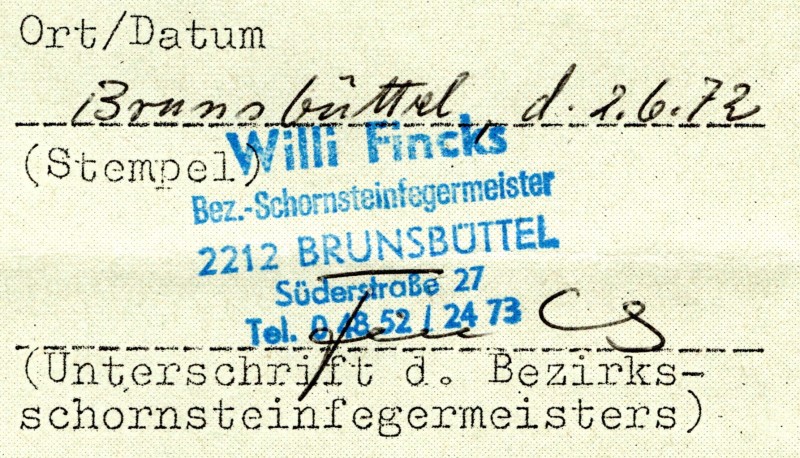 Ort/Datum
Brunsbüttel, d. 2.6.72
(Stempel)
Willi Fincks
Bez.-Schornsteinfegermeister
2212 BRUNSBÜTTEL
Süderstraße 27
Tel. 0 48 52 / 24 73
Fincks
(Unterschrift d. Bezirks-
schornsteinfegermeisters)